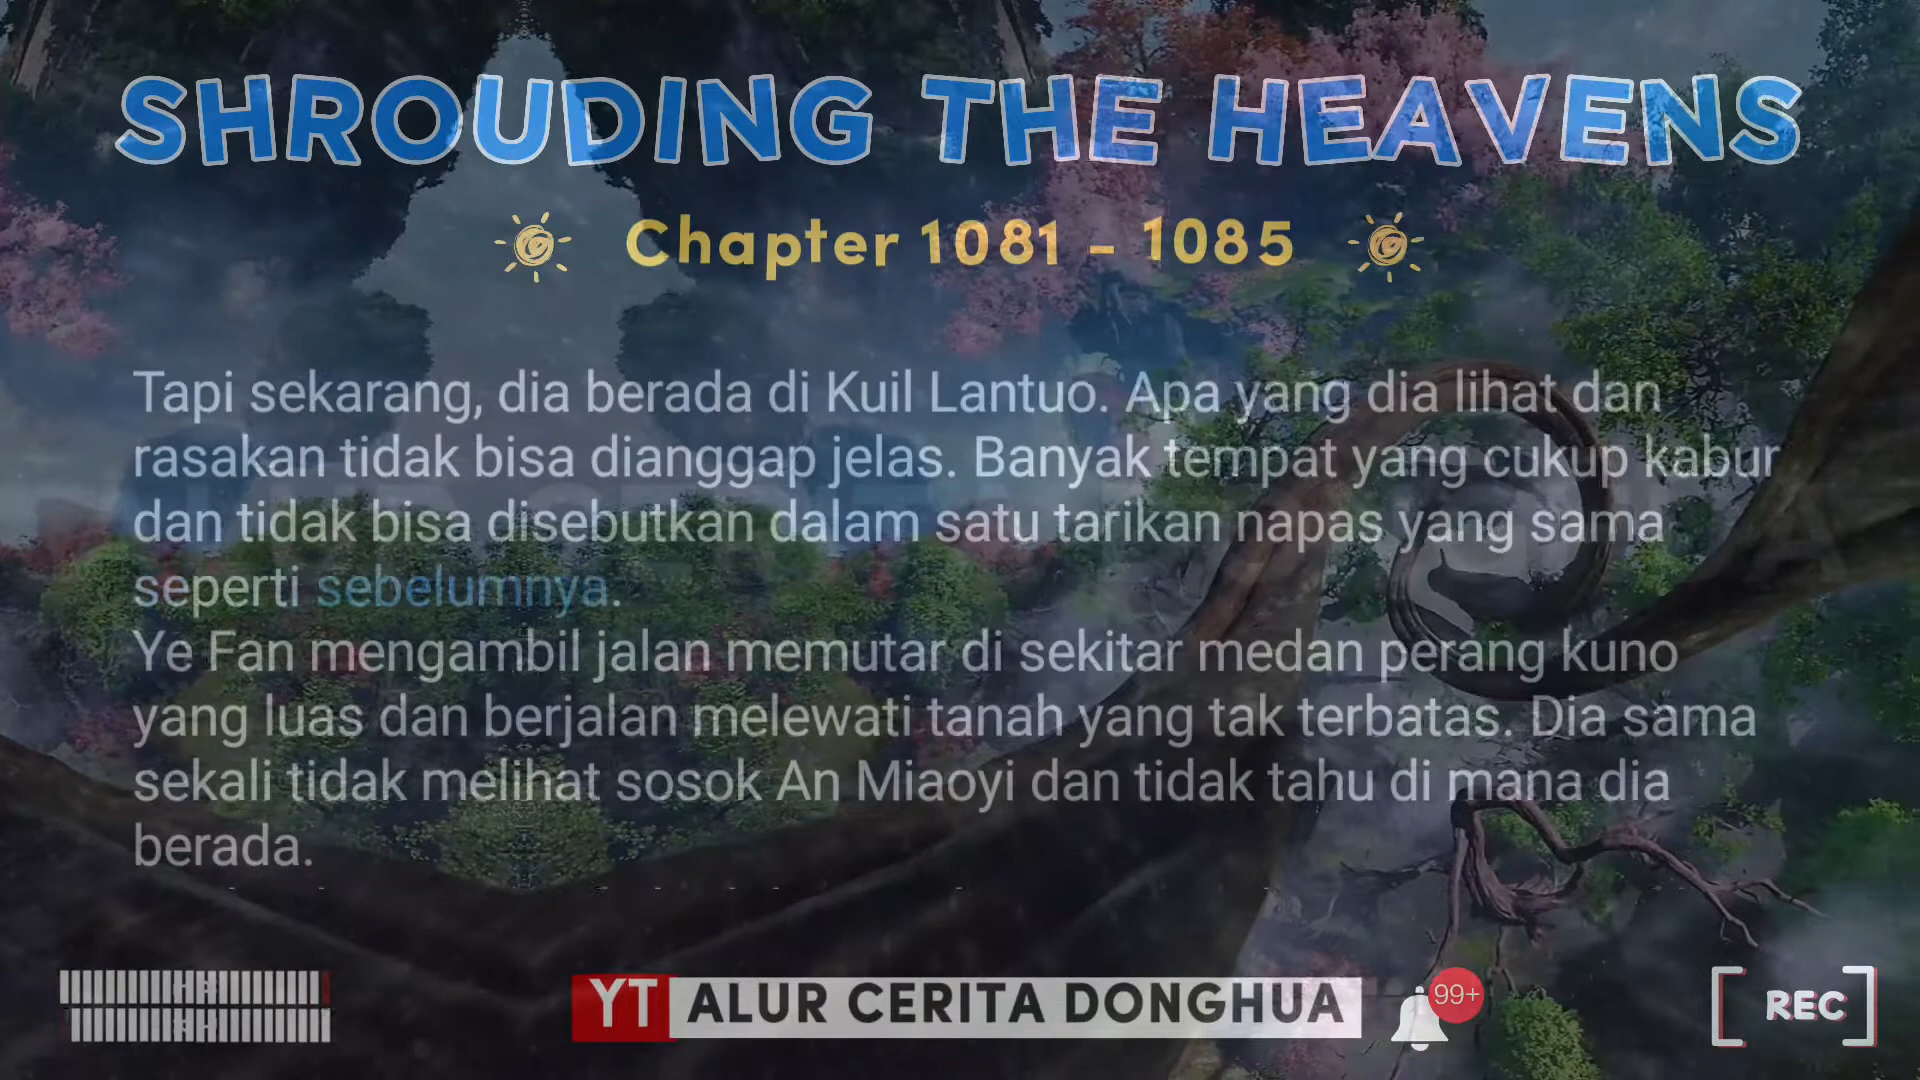 SHROUDING THE HEAVENS
Chapter 1081 - 1085
Tapi sekarang, dia berada di Kuil Lantuo. Apa yang dia lihat dan
rasakan tidak bisa dianggap jelas. Banyak tempat yang cukup kabur
dan tidak bisa disebutkan dalam satu tarikan napas yang sama
seperti sebelumnya.
Ye Fan mengambil jalan memutar di sekitar medan perang kuno
yang luas dan berjalan melewati tanah yang tak terbatas. Dia sama
sekali tidak melihat sosok An Miaoyi dan tidak tahu di mana dia
berada.
YT ALUR CERITA DONGHUA 99+
REC